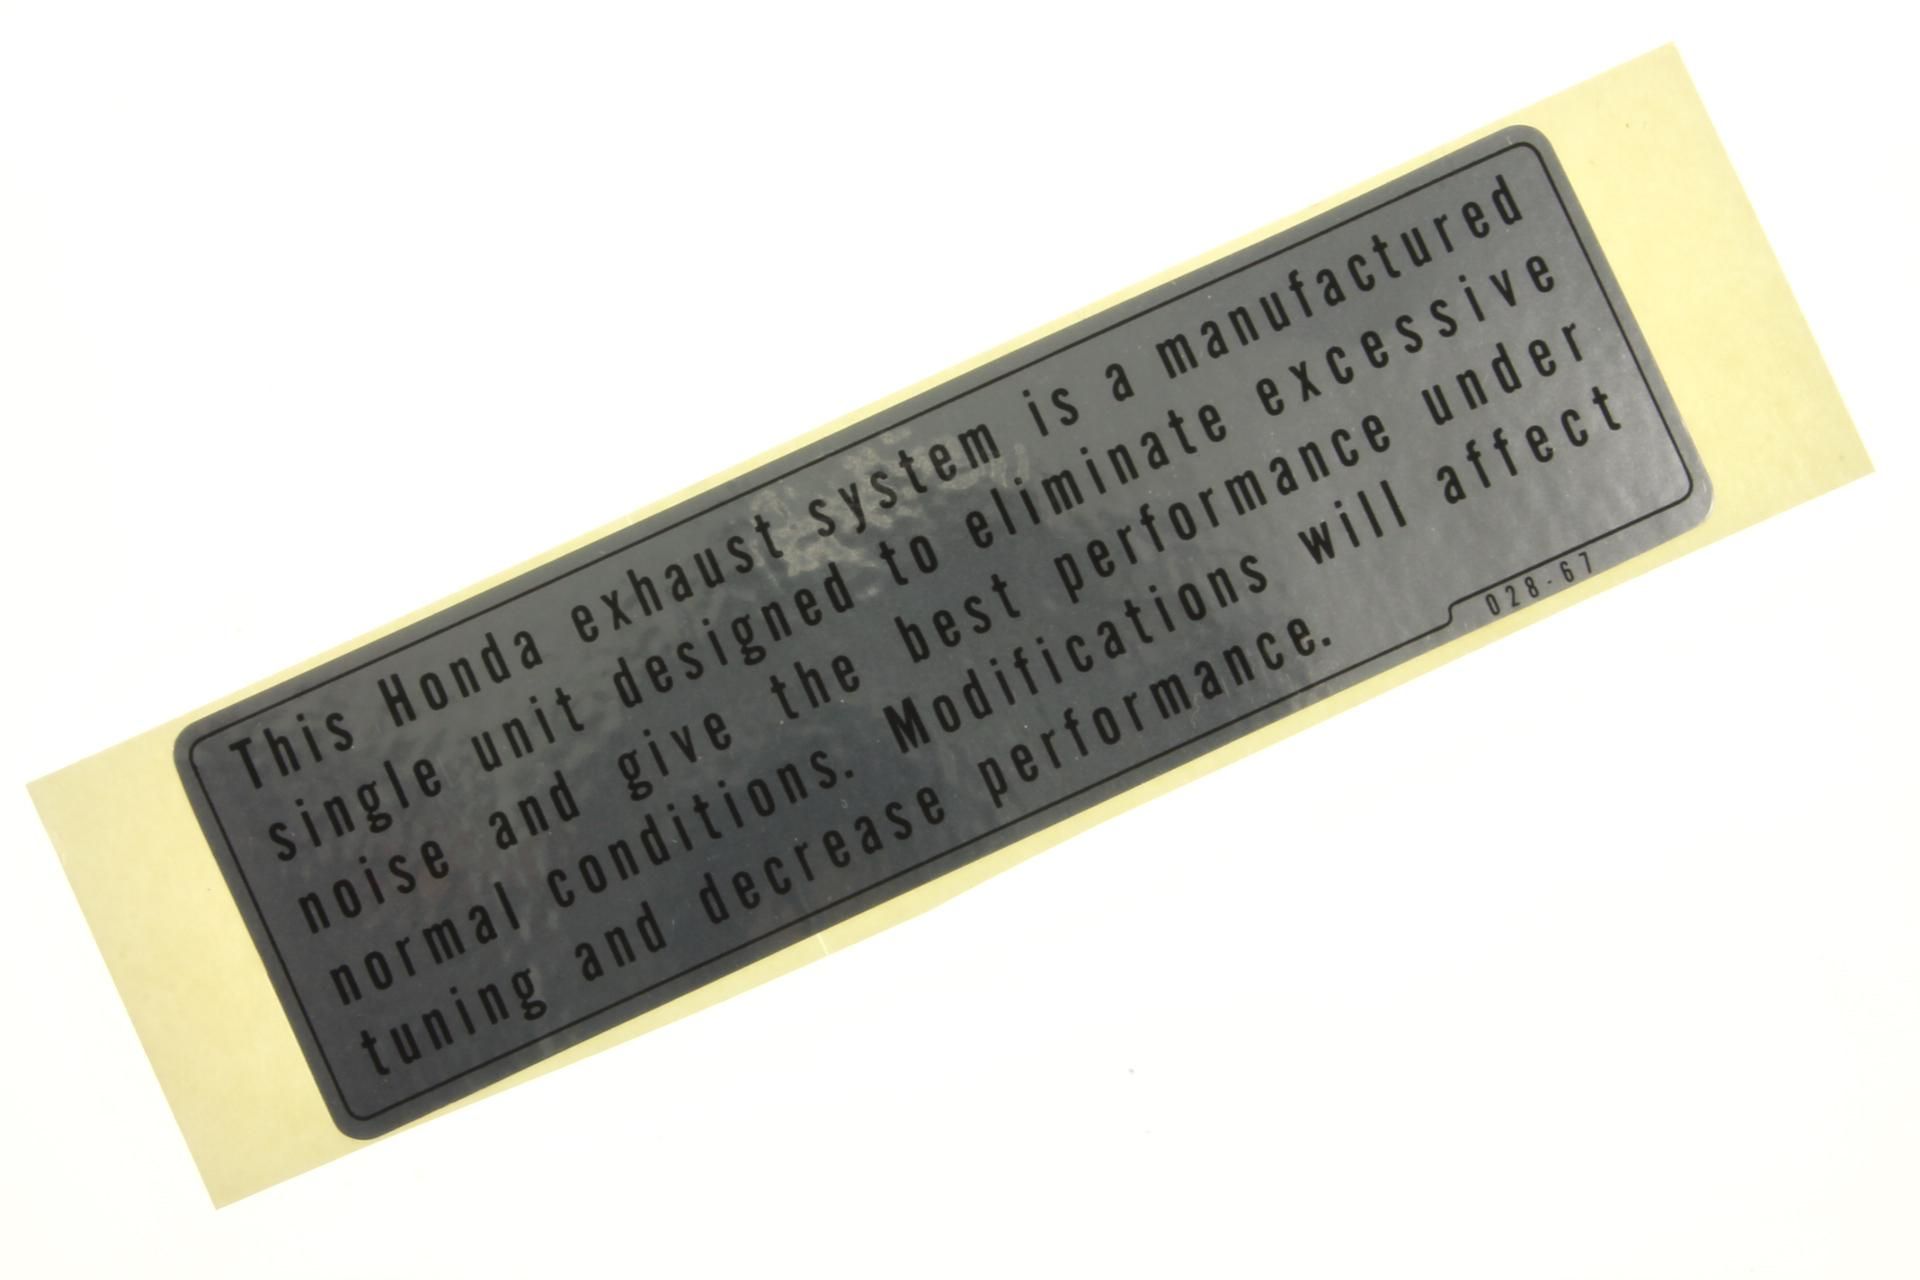 This Honda exhaust system is a manufactured
single unit designed to eliminate excessive
noise and give the best performance under
normal conditions. Modifications will affect
tuning and decrease performance.
028-67